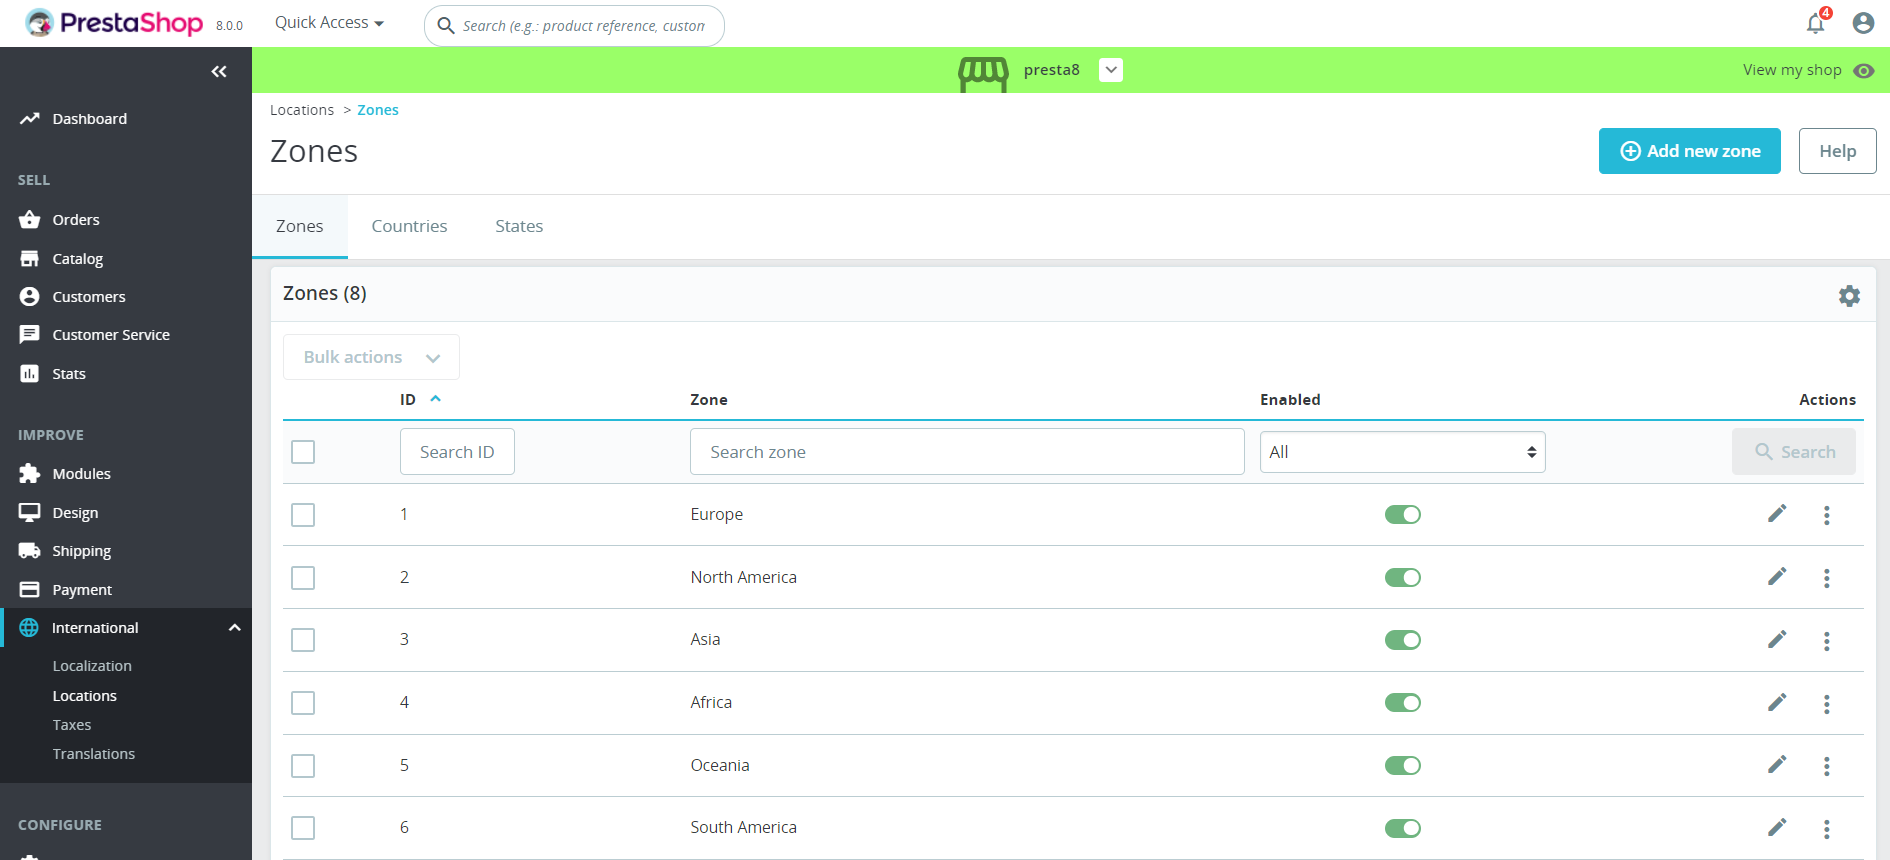 PrestaShop 8.0.0
Quick Access
Search (e.g.: product reference, custom
4
presta8
View my shop
Dashboard
SELL
Orders
Catalog
Customers
Customer Service
Stats
IMPROVE
Modules
Design
Shipping
Payment
International
Localization
Locations
Taxes
Translations
CONFIGURE
Locations > Zones
Zones
Add new zone
Help
Zones Countries States
Zones (8)
Bulk actions
ID Zone Enabled Actions
Search ID Search zone All Search
1 Europe
2 North America
3 Asia
4 Africa
5 Oceania
6 South America